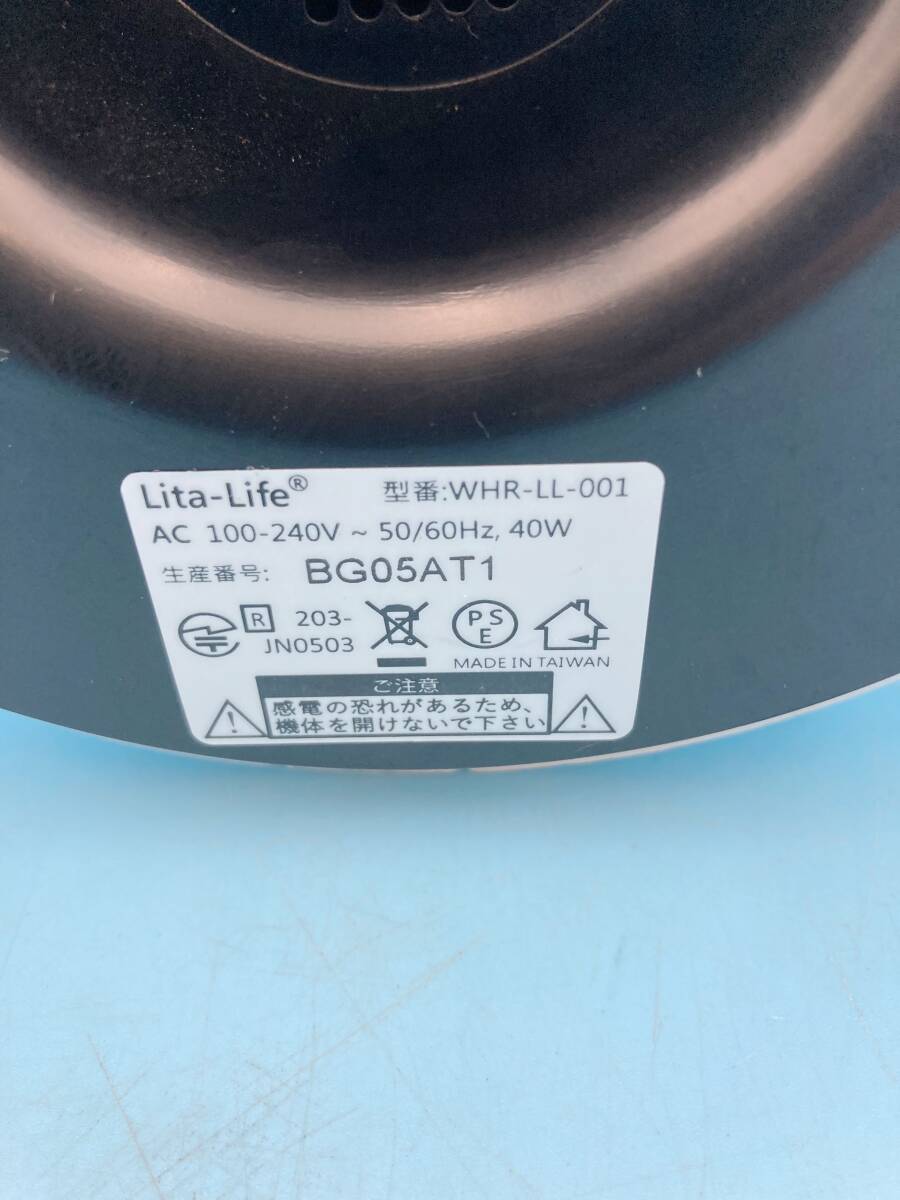 Lita-Life® 型番:WHR-LL-001
AC 100-240V ~ 50/60Hz, 40W
生産番号: BG05AT1
R 203-
JN0503
PSE
MADE IN TAIWAN
ご注意
感電の恐れがあるため、
機体を開けないで下さい